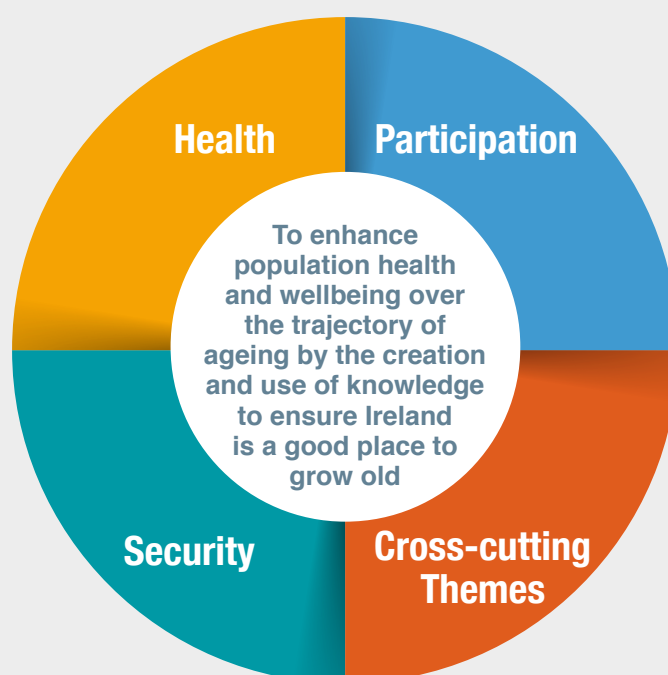 Health
Participation
To enhance
population health
and wellbeing over
the trajectory of
ageing by the creation
and use of knowledge
to ensure Ireland
is a good place to
grow old
Security
Cross-cutting
Themes